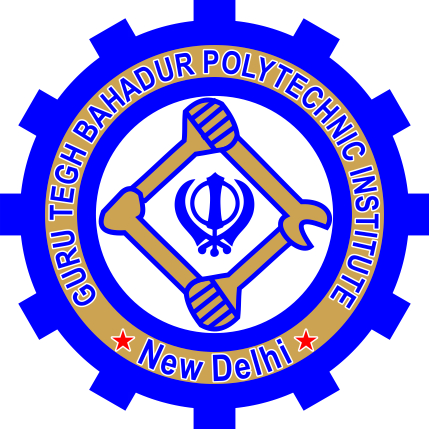 GURU TEGH BAHADUR POLYTECHNIC INSTITUTE
New Delhi